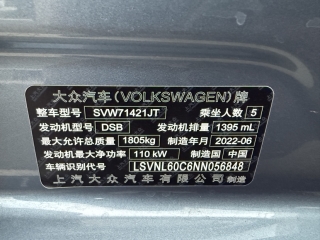 大众汽车(VOLKSWAGEN)牌
整车型号 SVW71421JT 乘坐人数 5
发动机型号 DSB 发动机排量 1395 mL
最大允许总质量 1805kg 制造年月 2022-06
发动机最大净功率 110 kW 制造国 中国
车辆识别代号 LSVNL60C6NN056848
上汽大众汽车有限公司 制造